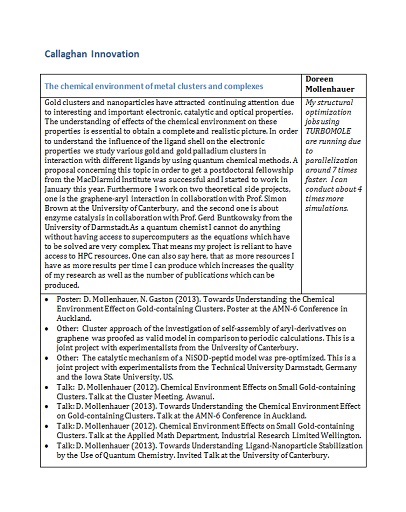 Callaghan Innovation
The chemical environment of metal clusters and complexes
Doreen
Mollenhauer
Gold clusters and nanoparticles have attracted continuing attention due
to interesting and important electronic, catalytic and optical properties.
The understanding of effects of the chemical environment on these
properties is essential to obtain a complete and realistic picture. In order
to understand the influence of the ligand shell on the electronic
properties we study various gold and gold palladium clusters in
interaction with different ligands by using quantum chemical methods. A
proposal concerning this topic in order to get a postdoctoral fellowship
from the MacDiarmid Institute was successful and I started to work in
January this year. Furthermore I work on two theoretical side projects,
one is the graphene-aryl interaction in collaboration with Prof. Simon
Brown at the University of Canterbury, and the second one is about
enzyme catalysis in collaboration with Prof. Gerd Buntkowsky from the
University of Darmstadt.As a quantum chemist I cannot do anything
without having access to supercomputers as the equations which have
to be solved are very complex. That means my project is reliant to have
access to HPC resources. One can also say here, that as more resources I
have as more results per time I can produce which increases the quality
of my research as well as the number of publications which can be
produced.
My structural
optimization
jobs using
TURBOMOLE
are running due
to
parallelization
around 7 times
faster. I can
conduct about 4
times more
simulations.
• Poster: D. Mollenhauer, N. Gaston (2013). Towards Understanding the Chemical
Environment Effect on Gold-containing Clusters. Poster at the AMN-6 Conference in
Auckland.
• Other: Cluster approach of the investigation of self-assembly of aryl-derivatives on
graphene was proofed as valid model in comparison to periodic calculations. This is a
joint project with experimentalists from the University of Canterbury.
• Other: The catalytic mechanism of a NiSOD-peptid model was pre-optimized. This is a
joint project with experimentalists from the Technical University Darmstadt, Germany
and the Iowa State University, US.
• Talk: D. Mollenhauer (2012). Chemical Environment Effects on Small Gold-containing
Clusters. Talk at the Cluster Meeting, Awanui.
• Talk: D. Mollenhauer (2013). Towards Understanding the Chemical Environment Effect
on Gold-containing Clusters. Talk at the AMN-6 Conference in Auckland.
• Talk: D. Mollenhauer (2012). Chemical Environment Effects on Small Gold-containing
Clusters. Talk at the Applied Math Department, Industrial Research Limited Wellington.
• Talk: D. Mollenhauer (2013). Towards Understanding Ligand-Nanoparticle Stabilization
by the Use of Quantum Chemistry. Invited Talk at the University of Canterbury.